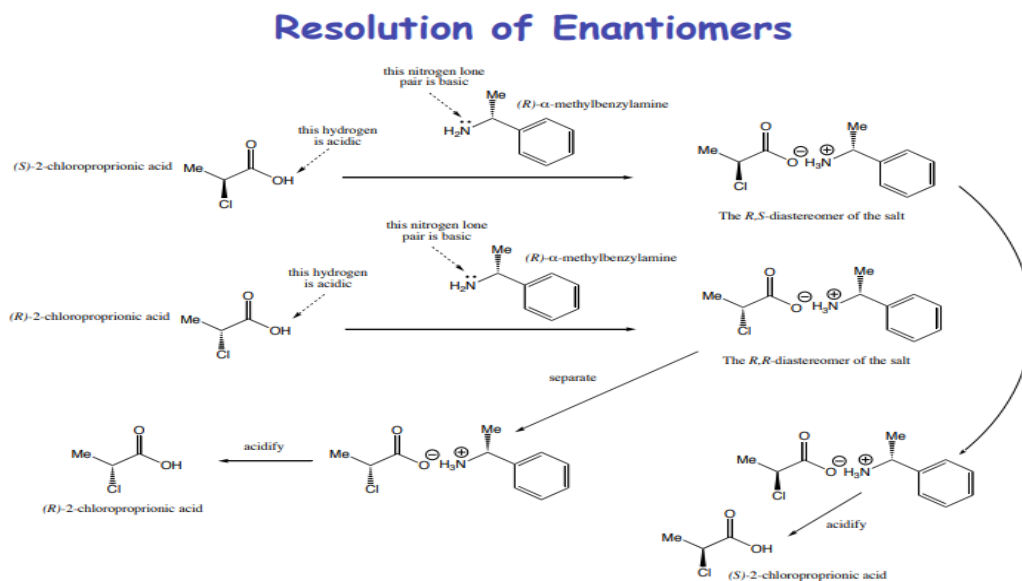 Resolution of Enantiomers
this nitrogen lone
pair is basic
Me
(R)-α-methylbenzylamine
H₂N
this hydrogen
is acidic
(S)-2-chloroproprionic acid
Me
O
OH
Cl
Me
O
O ⊖
H₃N ⊕
Me
Cl
The R,S-diastereomer of the salt
this nitrogen lone
pair is basic
Me
(R)-α-methylbenzylamine
H₂N
this hydrogen
is acidic
(R)-2-chloroproprionic acid
Me
O
OH
Cl
Me
O
O ⊖
H₃N ⊕
Me
Cl
The R,R-diastereomer of the salt
separate
Me
O
OH
Cl
(R)-2-chloroproprionic acid
acidify
Me
O
O ⊖
H₃N ⊕
Me
Cl
Me
O
O ⊖
H₃N ⊕
Me
Cl
acidify
Me
O
OH
Cl
(S)-2-chloroproprionic acid